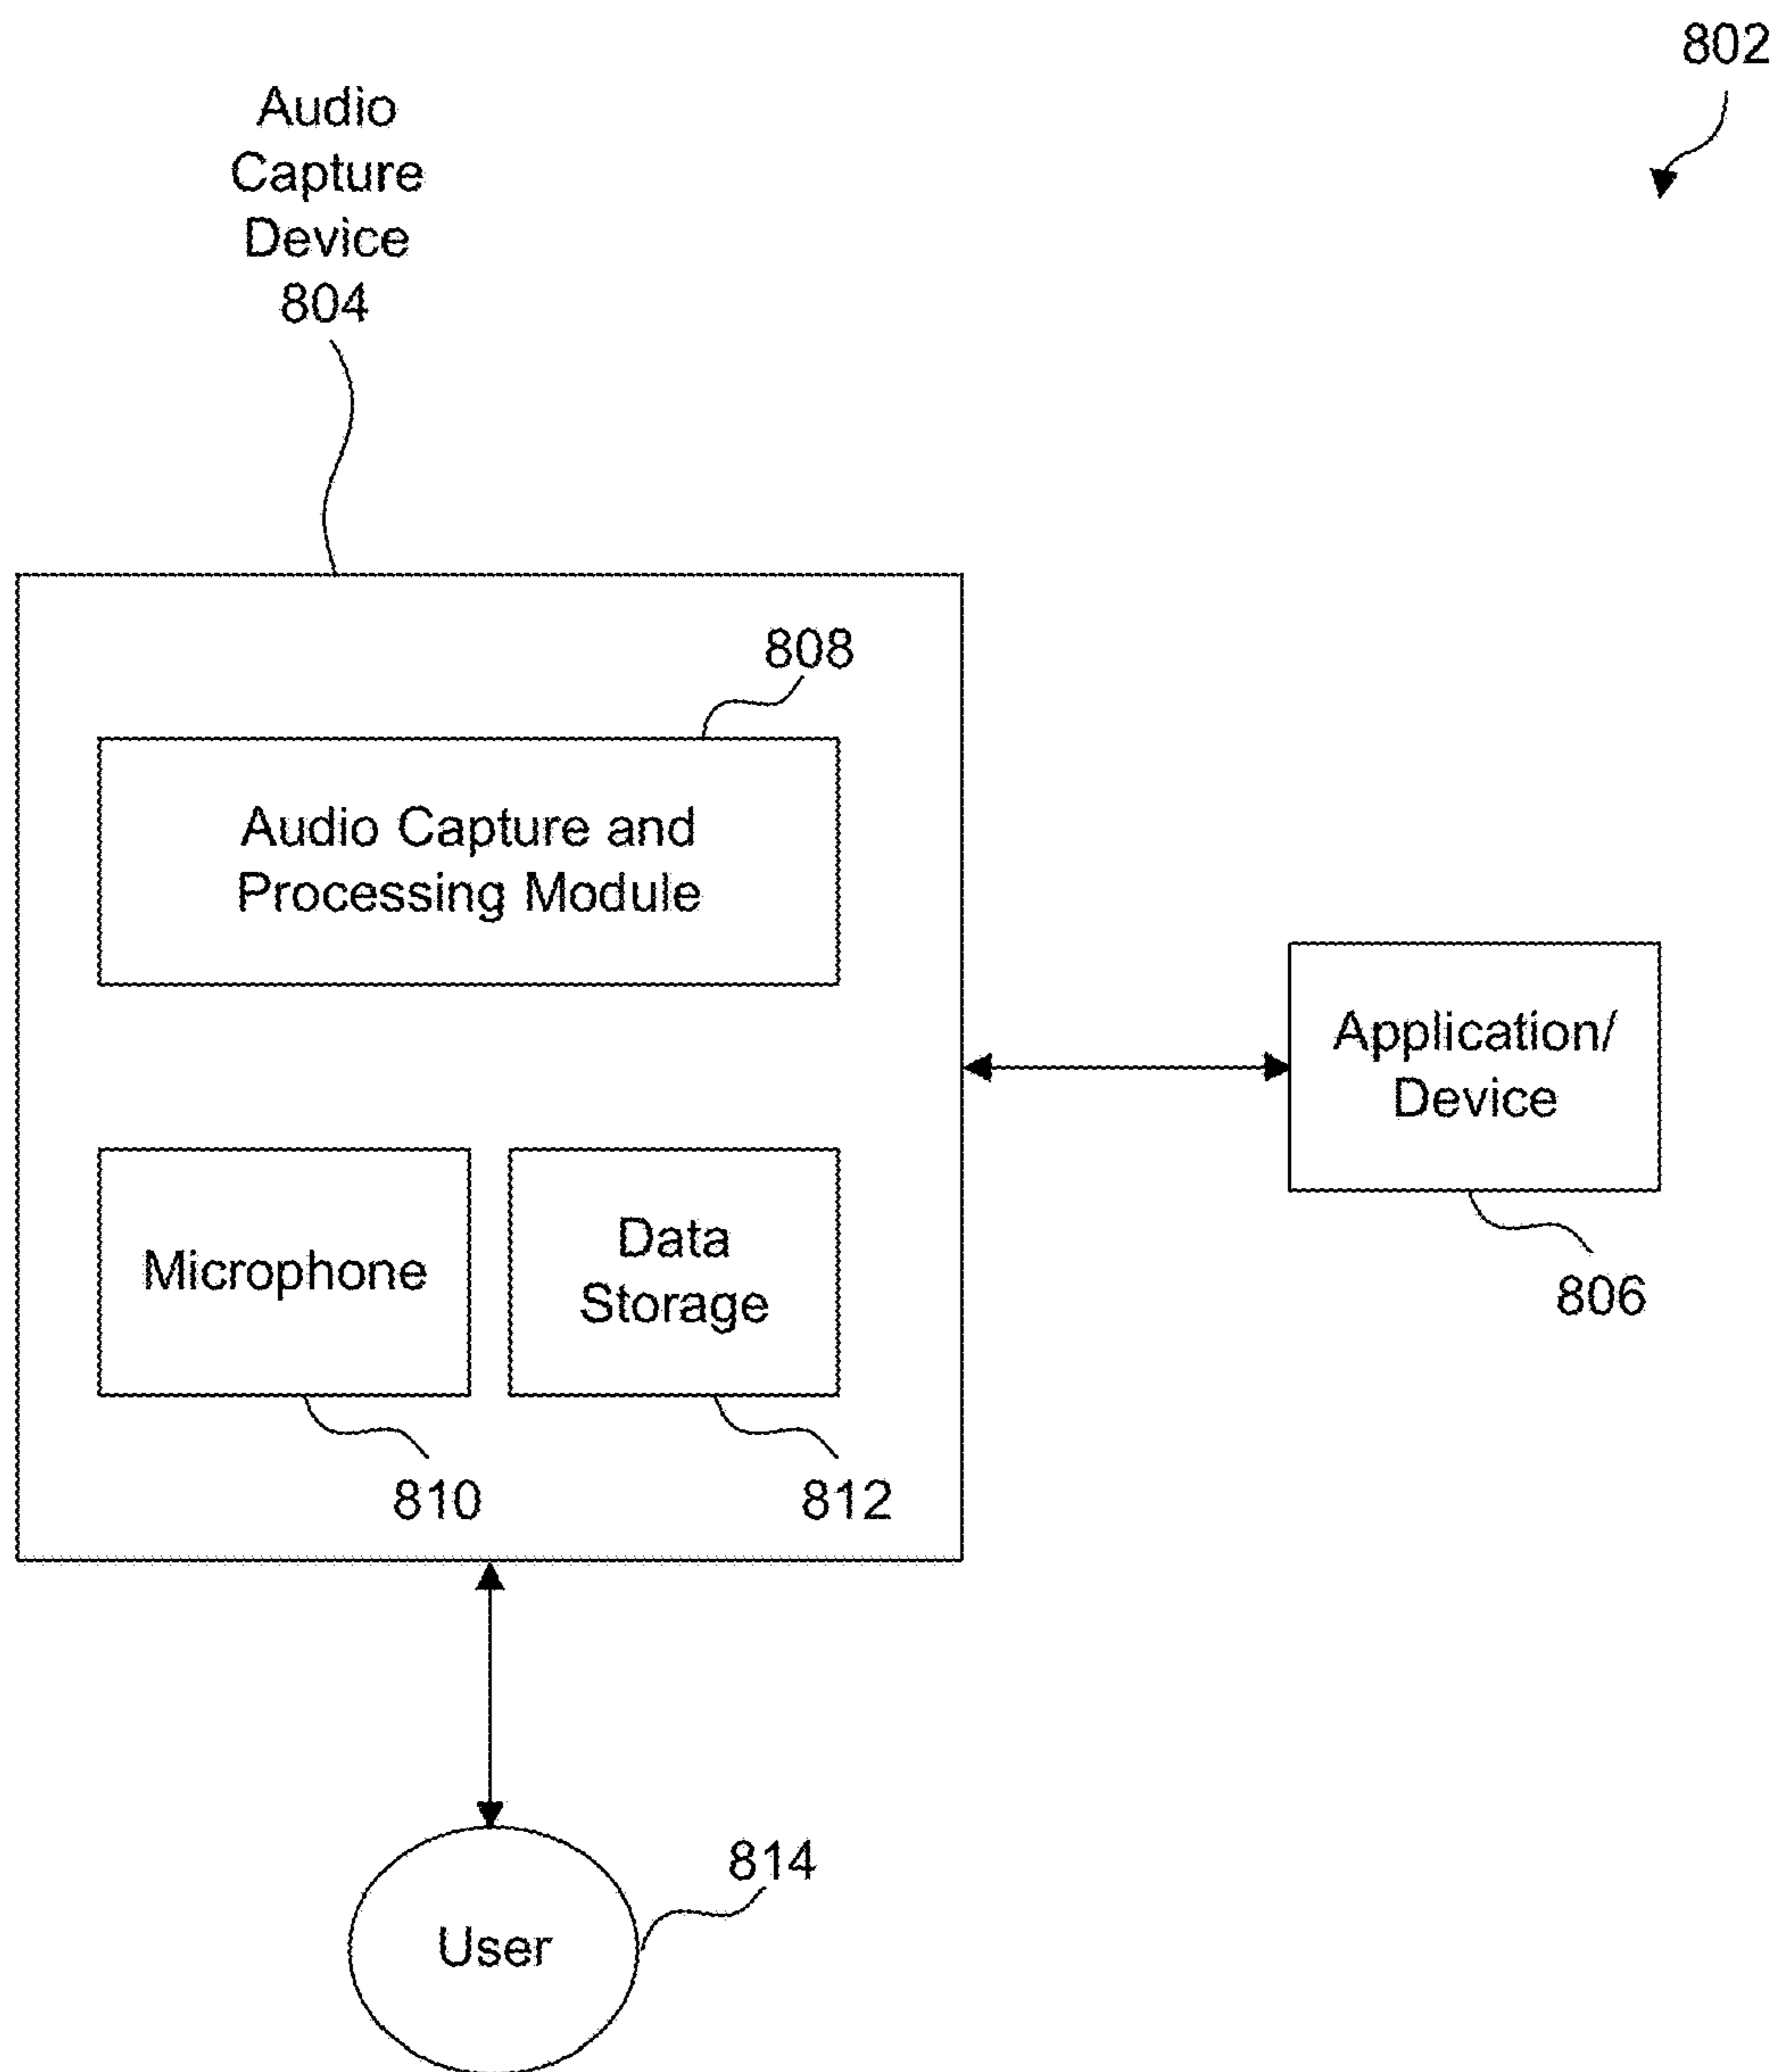 802
Audio
Capture
Device
804
808
Audio Capture and
Processing Module
Application/
Device
806
Microphone
810
Data
Storage
812
814
User